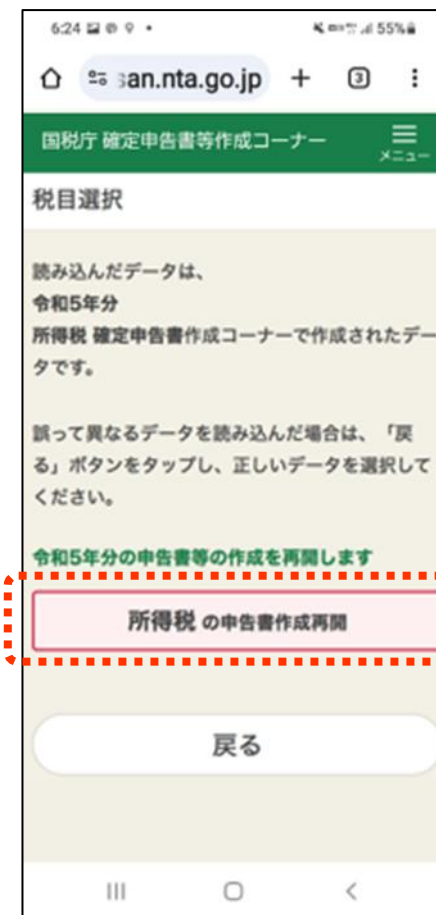 6:24
55%
san.nta.go.jp
3
国税庁 確定申告書等作成コーナー
メニュー
税目選択
読み込んだデータは、
令和5年分
所得税 確定申告書作成コーナーで作成されたデー
タです。
誤って異なるデータを読み込んだ場合は、「戻
る」ボタンをタップし、正しいデータを選択して
ください。
令和5年分の申告書等の作成を再開します
所得税 の申告書作成再開
戻る